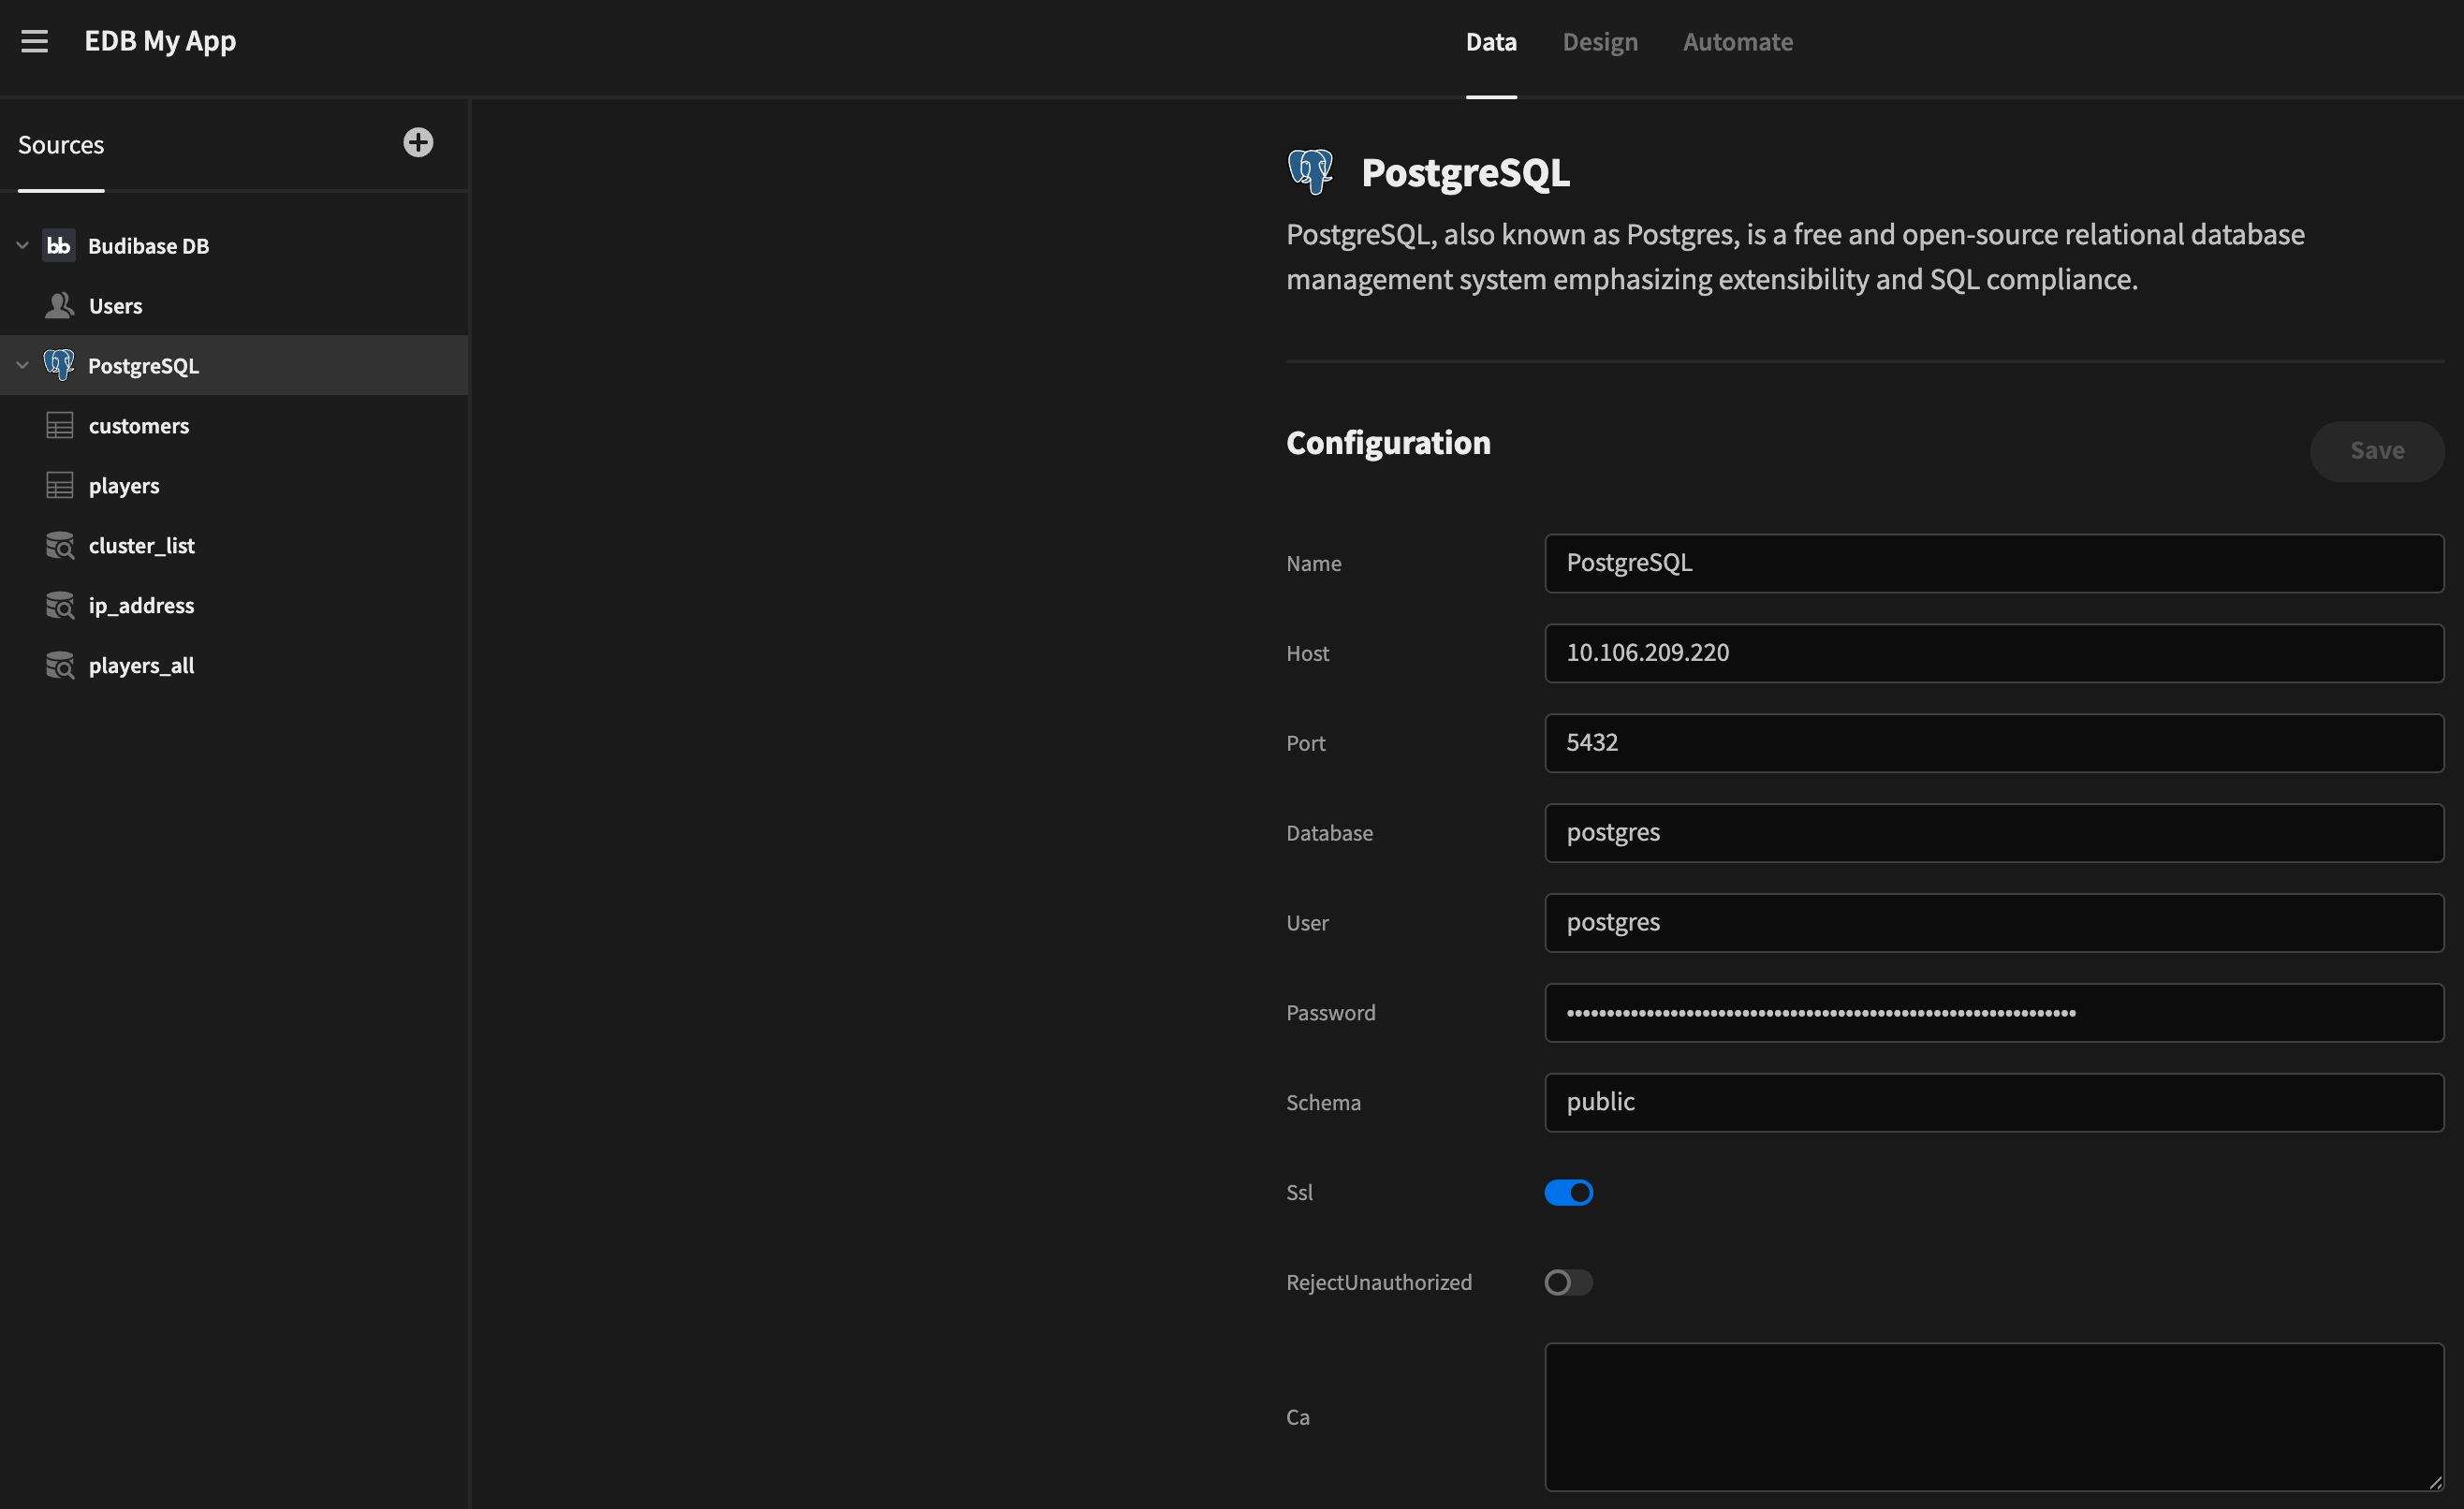 EDB My App
Data
Design
Automate
Sources
bb
Budibase DB
Users
PostgreSQL
customers
players
cluster_list
ip_address
players_all
PostgreSQL
PostgreSQL, also known as Postgres, is a free and open-source relational database
management system emphasizing extensibility and SQL compliance.
Configuration
Save
Name
PostgreSQL
Host
10.106.209.220
Port
5432
Database
postgres
User
postgres
Password
Schema
public
Ssl
RejectUnauthorized
Ca